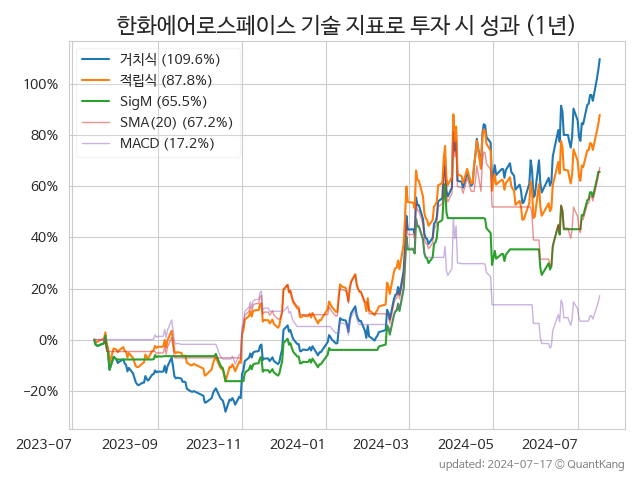 한화에어로스페이스 기술 지표로 투자 시 성과 (1년)
거치식 (109.6%)
적립식 (87.8%)
SigM (65.5%)
SMA(20) (67.2%)
MACD (17.2%)
100%
80%
60%
40%
20%
0%
−20%
2023-07 2023-09 2023-11 2024-01 2024-03 2024-05 2024-07
updated: 2024-07-17 © QuantKang